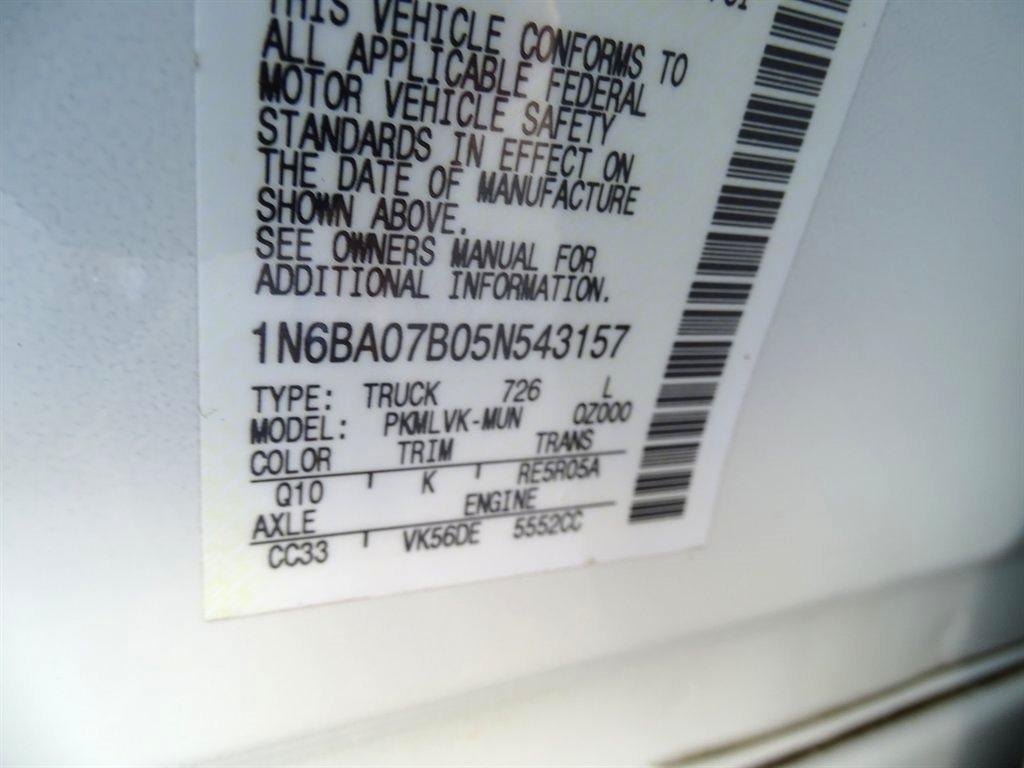 THIS VEHICLE CONFORMS TO
ALL APPLICABLE FEDERAL
MOTOR VEHICLE SAFETY
STANDARDS IN EFFECT ON
THE DATE OF MANUFACTURE
SHOWN ABOVE.
SEE OWNERS MANUAL FOR
ADDITIONAL INFORMATION.
1N6BA07B05N543157
TYPE: TRUCK 726 L
MODEL: PKMLVK-MUN QZ000
COLOR TRIM TRANS
Q10 K RE5R05A
AXLE ENGINE
CC33 VK56DE 5552CC